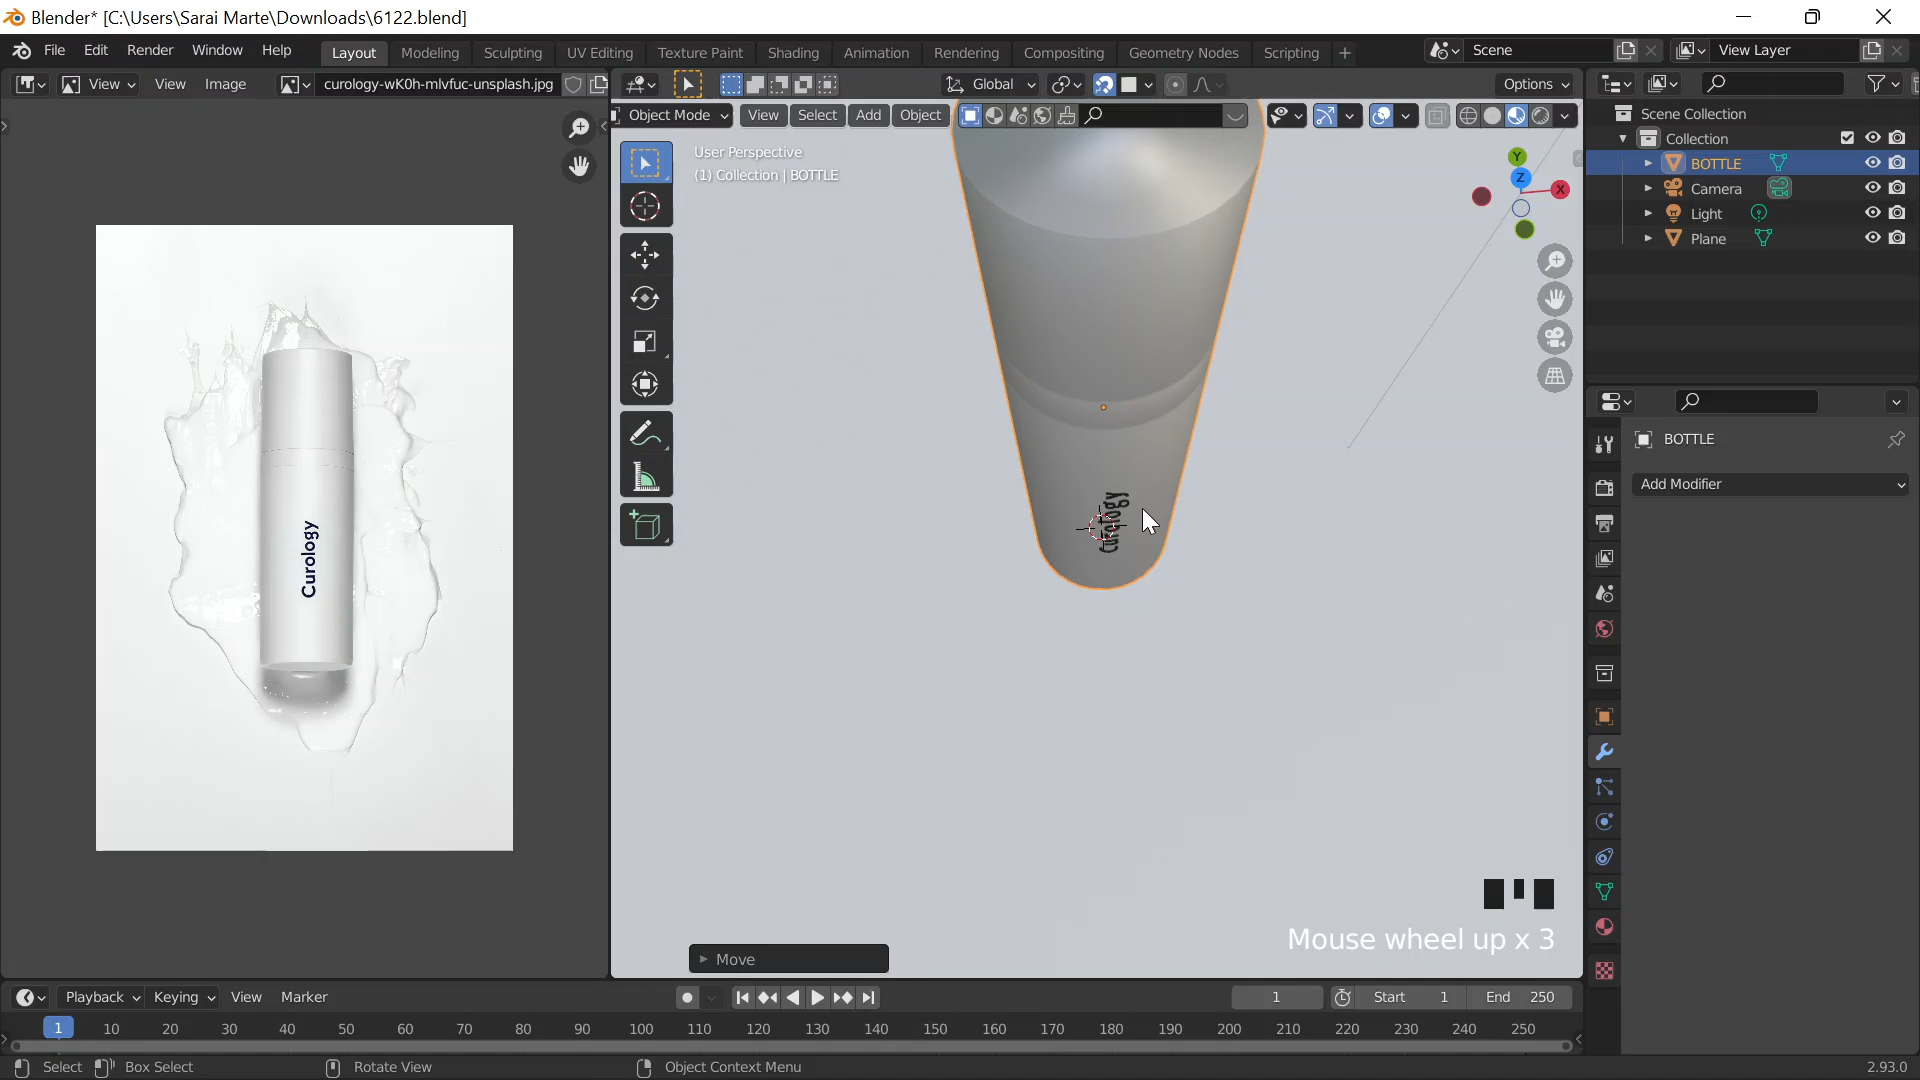 Blender* [C:\Users\Sarai Marte\Downloads\6122.blend]
File Edit Render Window Help Layout Modeling Sculpting UV Editing Texture Paint Shading Animation Rendering Compositing Geometry Nodes Scripting + Scene View Layer
View View Image curology-wK0h-mlvfuc-unsplash.jpg Global Options
Object Mode View Select Add Object
User Perspective
(1) Collection | BOTTLE
Scene Collection
Collection
BOTTLE
Camera
Light
Plane
Y
Z
X
BOTTLE
Add Modifier
Curology
curology
Mouse wheel up x 3
Move
Playback Keying View Marker 1 Start 1 End 250
1 10 20 30 40 50 60 70 80 90 100 110 120 130 140 150 160 170 180 190 200 210 220 230 240 250
Select Box Select Rotate View Object Context Menu 2.93.0